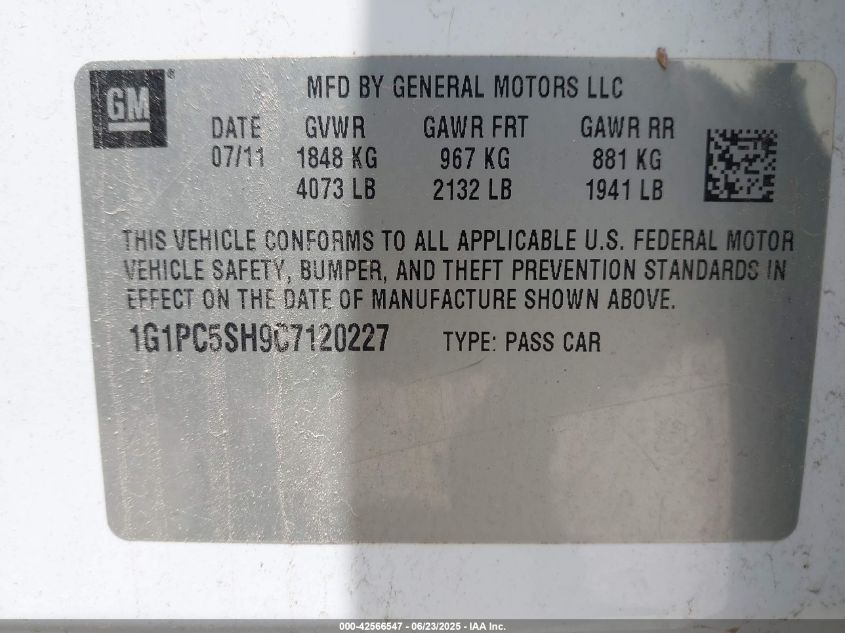 GM®
MFD BY GENERAL MOTORS LLC
DATE GVWR GAWR FRT GAWR RR
07/11 1848 KG 967 KG 881 KG
4073 LB 2132 LB 1941 LB
THIS VEHICLE CONFORMS TO ALL APPLICABLE U.S. FEDERAL MOTOR
VEHICLE SAFETY, BUMPER, AND THEFT PREVENTION STANDARDS IN
EFFECT ON THE DATE OF MANUFACTURE SHOWN ABOVE.
1G1PC5SH9C7120227 TYPE: PASS CAR
000-42566547 - 06/23/2025 - IAA Inc.